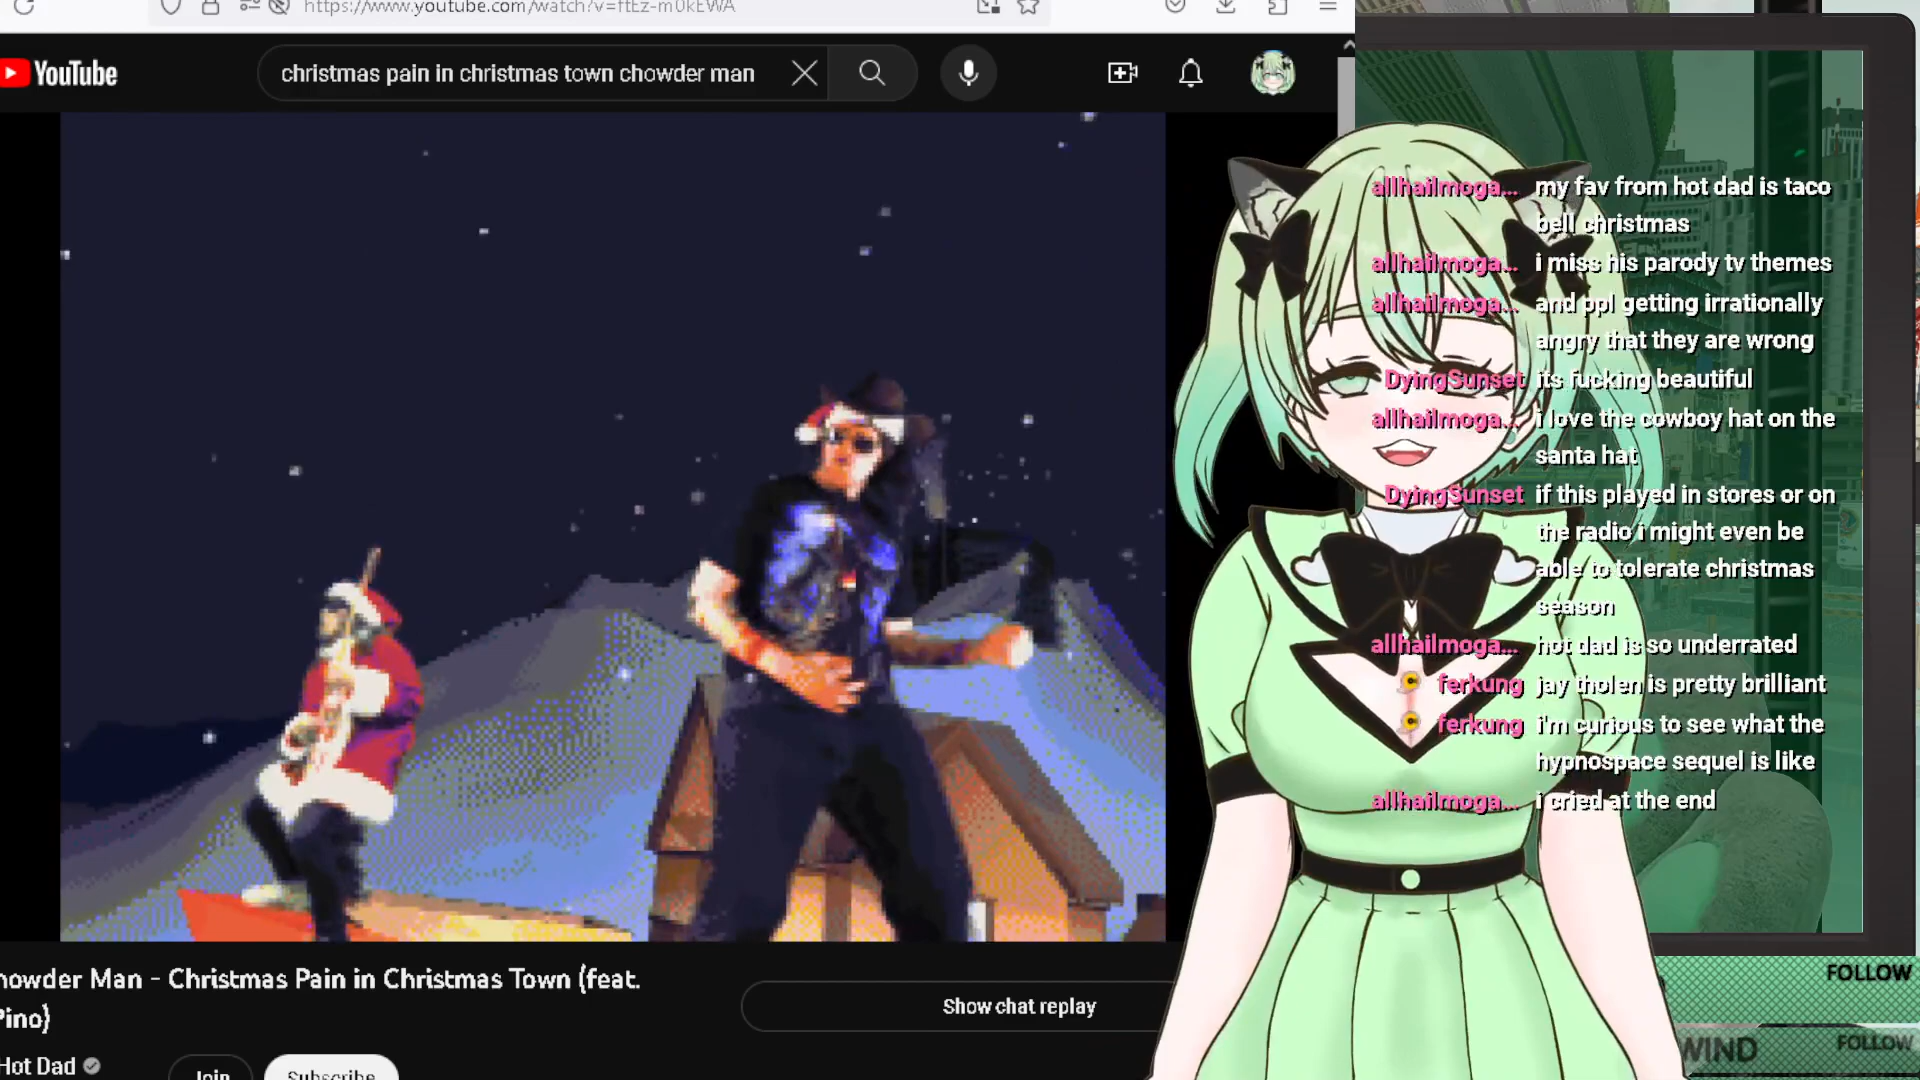 https://www.youtube.com/watch?v=ftEz-m0kEWA
YouTube
christmas pain in christmas town chowder man
allhailmoga... my fav from hot dad is taco
bell christmas
allhailmoga... i miss his parody tv themes
allhailmoga... and ppl getting irrationally
angry that they are wrong
DyingSunset its fucking beautiful
allhailmoga... i love the cowboy hat on the
santa hat
DyingSunset if this played in stores or on
the radio i might even be
able to tolerate christmas
season
allhailmoga... hot dad is so underrated
ferkung jay tholen is pretty brilliant
ferkung i'm curious to see what the
hypnospace sequel is like
allhailmoga... i cried at the end
howder Man - Christmas Pain in Christmas Town (feat.
Pino)
Show chat replay
Hot Dad
Join
Subscribe
FOLLOW
WIND
FOLLOW